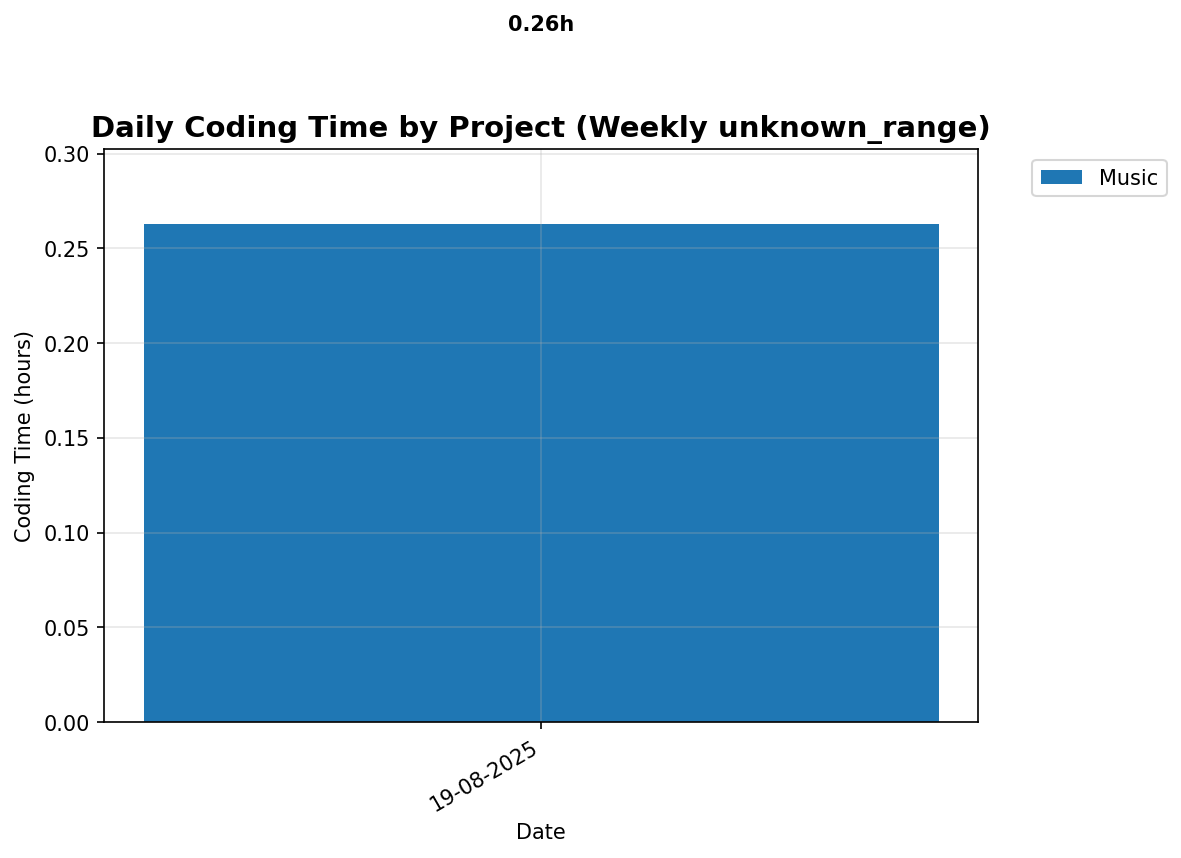 0.26h
Daily Coding Time by Project (Weekly unknown_range)
Music
0.30
0.25
0.20
0.15
0.10
0.05
0.00
Coding Time (hours)
19-08-2025
Date